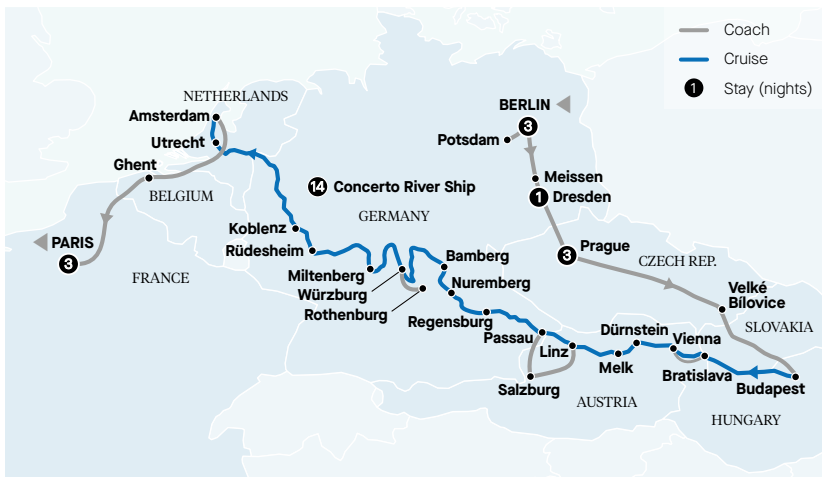 Coach
Cruise
1 Stay (nights)
NETHERLANDS
Amsterdam
Utrecht
Ghent
BELGIUM
PARIS
3
FRANCE
BERLIN
3
Potsdam
Meissen
1 Dresden
14 Concerto River Ship
GERMANY
Koblenz
Rüdesheim
Miltenberg
Würzburg
Rothenburg
Bamberg
Nuremberg
Regensburg
Prague
3
CZECH REP.
Velké
Bílovice
SLOVAKIA
Passau
Linz
Salzburg
Dürnstein
Melk
Vienna
Bratislava
Budapest
AUSTRIA
HUNGARY